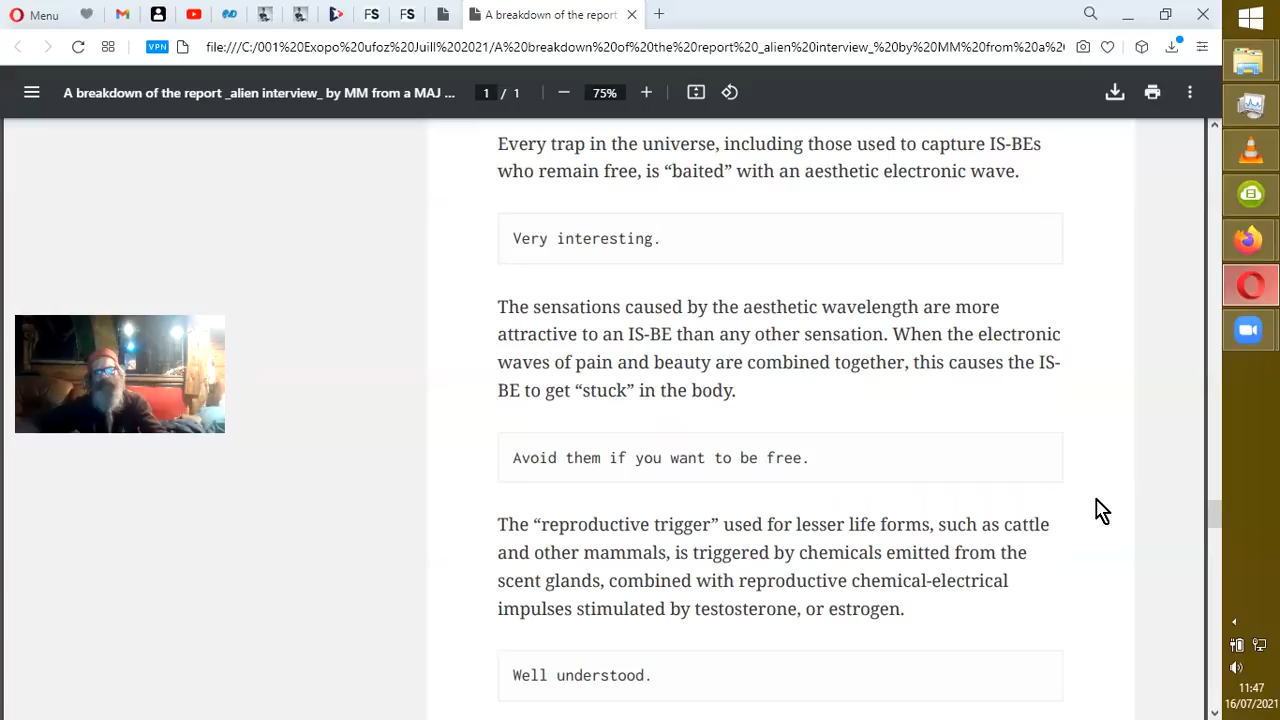 Menu
FS
FS
A breakdown of the report
VPN
file:///C:/001%20Exopo%20ufoz%20Juill%202021/A%20breakdown%20of%20the%20report%20_alien%20interview_%20by%20MM%20from%20a%20
A breakdown of the report _alien interview_ by MM from a MAJ ...
1 / 1
75%
Every trap in the universe, including those used to capture IS-BEs
who remain free, is “baited” with an aesthetic electronic wave.
Very interesting.
The sensations caused by the aesthetic wavelength are more
attractive to an IS-BE than any other sensation. When the electronic
waves of pain and beauty are combined together, this causes the IS-
BE to get “stuck” in the body.
Avoid them if you want to be free.
The “reproductive trigger” used for lesser life forms, such as cattle
and other mammals, is triggered by chemicals emitted from the
scent glands, combined with reproductive chemical-electrical
impulses stimulated by testosterone, or estrogen.
Well understood.
11:47
16/07/2021